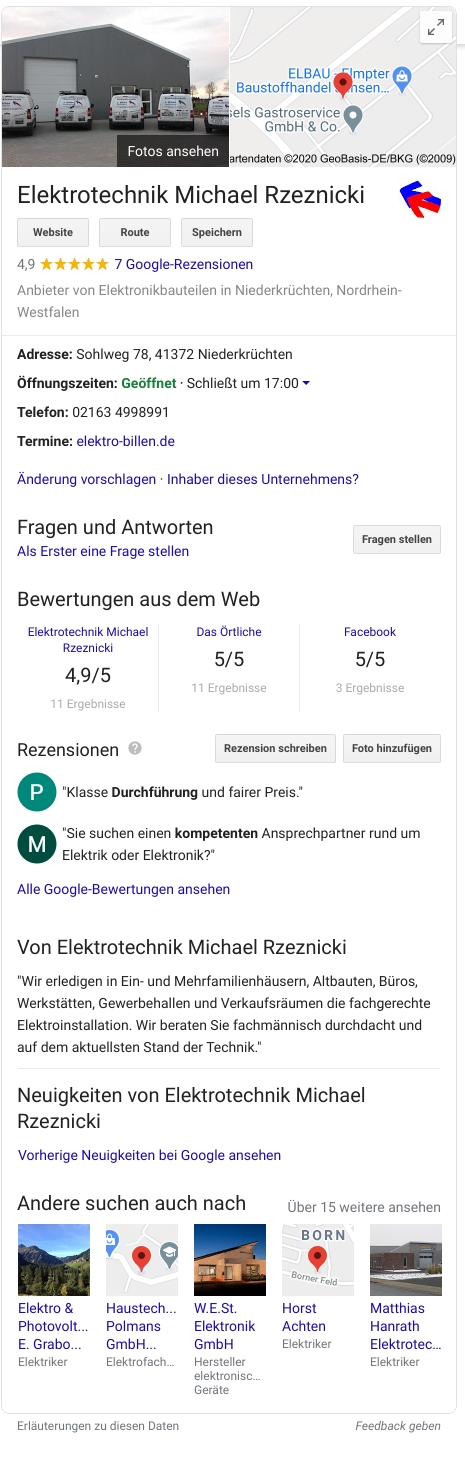 Fotos ansehen
ELBAU - Elmpter
Baustoffhandel Emsen...
sels Gastroservice
GmbH & Co.
artendaten ©2020 GeoBasis-DE/BKG (©2009)
Elektrotechnik Michael Rzeznicki
Website Route Speichern
4,9 ★★★★★ 7 Google-Rezensionen
Anbieter von Elektronikbauteilen in Niederkrüchten, Nordrhein-
Westfalen
Adresse: Sohlweg 78, 41372 Niederkrüchten
Öffnungszeiten: Geöffnet · Schließt um 17:00
Telefon: 02163 4998991
Termine: elektro-billen.de
Änderung vorschlagen · Inhaber dieses Unternehmens?
Fragen und Antworten
Als Erster eine Frage stellen
Fragen stellen
Bewertungen aus dem Web
Elektrotechnik Michael
Rzeznicki
4,9/5
11 Ergebnisse
Das Örtliche
5/5
11 Ergebnisse
Facebook
5/5
3 Ergebnisse
Rezensionen ? Rezension schreiben Foto hinzufügen
P "Klasse Durchführung und fairer Preis."
M "Sie suchen einen kompetenten Ansprechpartner rund um
Elektrik oder Elektronik?"
Alle Google-Bewertungen ansehen
Von Elektrotechnik Michael Rzeznicki
"Wir erledigen in Ein- und Mehrfamilienhäusern, Altbauten, Büros,
Werkstätten, Gewerbehallen und Verkaufsräumen die fachgerechte
Elektroinstallation. Wir beraten Sie fachmännisch durchdacht und
auf dem aktuellsten Stand der Technik."
Neuigkeiten von Elektrotechnik Michael
Rzeznicki
Vorherige Neuigkeiten bei Google ansehen
Andere suchen auch nach
Über 15 weitere ansehen
BORN
Borner Feld
Elektro &
Photovolt...
E. Grabo...
Elektriker
Haustech...
Polmans
GmbH...
Elektrofach...
W.E.St.
Elektronik
GmbH
Hersteller
elektronisc...
Geräte
Horst
Achten
Elektriker
Matthias
Hanrath
Elektrotec...
Elektriker
Erläuterungen zu diesen Daten
Feedback geben